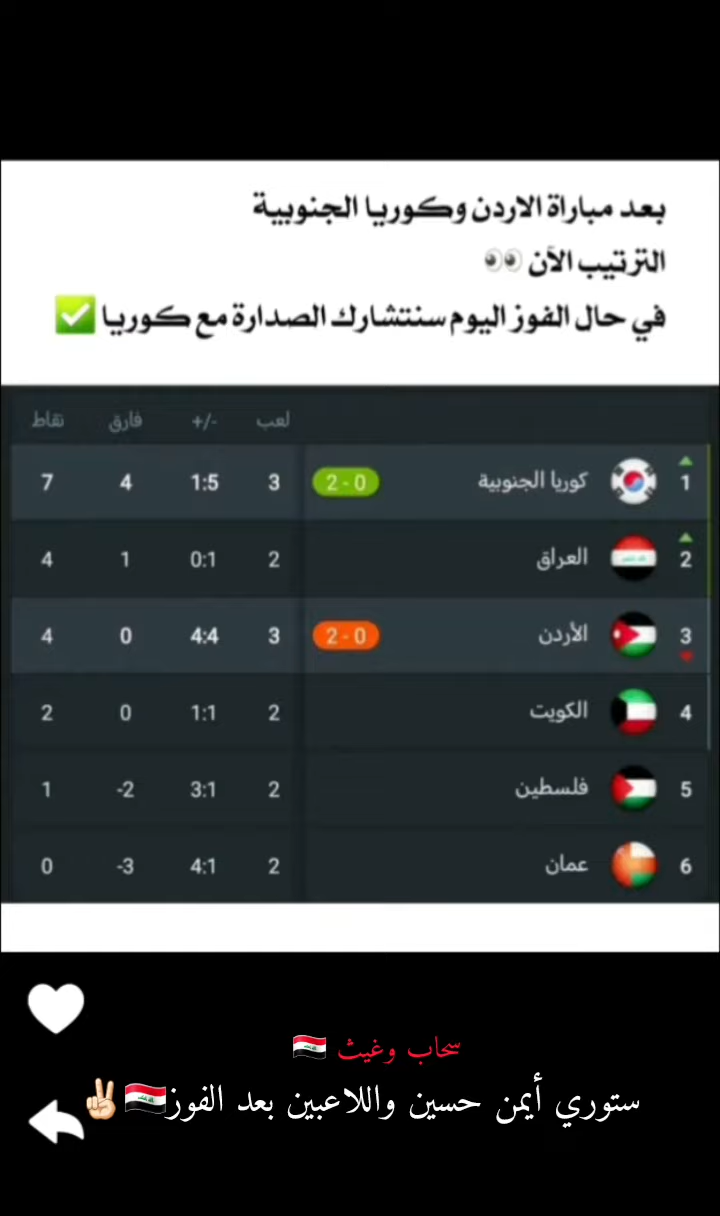 بعد مباراة الاردن وكوريا الجنوبية
الترتيب الآن 👀
في حال الفوز اليوم سنتشارك الصدارة مع كوريا ✅
لعب +/- فارق نقاط
1 كوريا الجنوبية 2 - 0 3 1:5 4 7
2 العراق 2 0:1 1 4
3 الأردن 2 - 0 3 4:4 0 4
4 الكويت 2 1:1 0 2
5 فلسطين 2 3:1 -2 1
6 عمان 2 4:1 -3 0
سحاب وغيث 🇮🇶
ستوري أيمن حسين واللاعبين بعد الفوز🇮🇶✌🏻